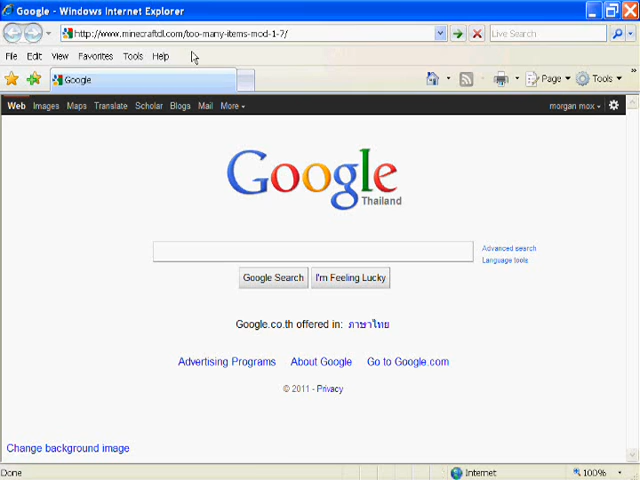 Google - Windows Internet Explorer
http://www.minecraftdl.com/too-many-items-mod-1-7/
Live Search
File Edit View Favorites Tools Help
Google
Page Tools
Web Images Maps Translate Scholar Blogs Mail More
morgan mox
Google
Thailand
Advanced search
Language tools
Google Search I'm Feeling Lucky
Google.co.th offered in: ภาษาไทย
Advertising Programs About Google Go to Google.com
© 2011 - Privacy
Change background image
Done Internet 100%